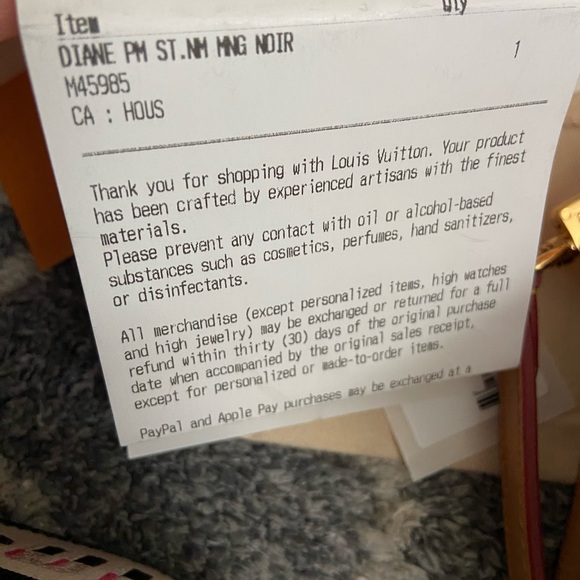 Item
Qty
DIANE PM ST.NM MNG NOIR 1
M45985
CA : HOUS
Thank you for shopping with Louis Vuitton. Your product
has been crafted by experienced artisans with the finest
materials.
Please prevent any contact with oil or alcohol-based
substances such as cosmetics, perfumes, hand sanitizers,
or disinfectants.
All merchandise (except personalized items, high watches
and high jewelry) may be exchanged or returned for a full
refund within thirty (30) days of the original purchase
date when accompanied by the original sales receipt,
except for personalized or made-to-order items.
PayPal and Apple Pay purchases may be exchanged at a